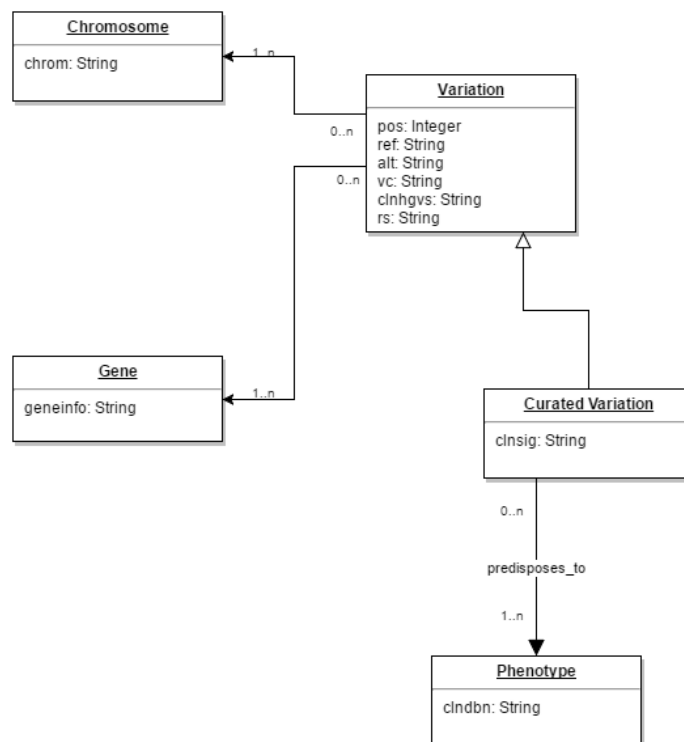 Chromosome
chrom: String
1..n
Variation
pos: Integer
ref: String
alt: String
vc: String
clnhgvs: String
rs: String
0..n
0..n
Gene
geneinfo: String
1..n
Curated Variation
clnsig: String
0..n
predisposes_to
1..n
Phenotype
clndbn: String